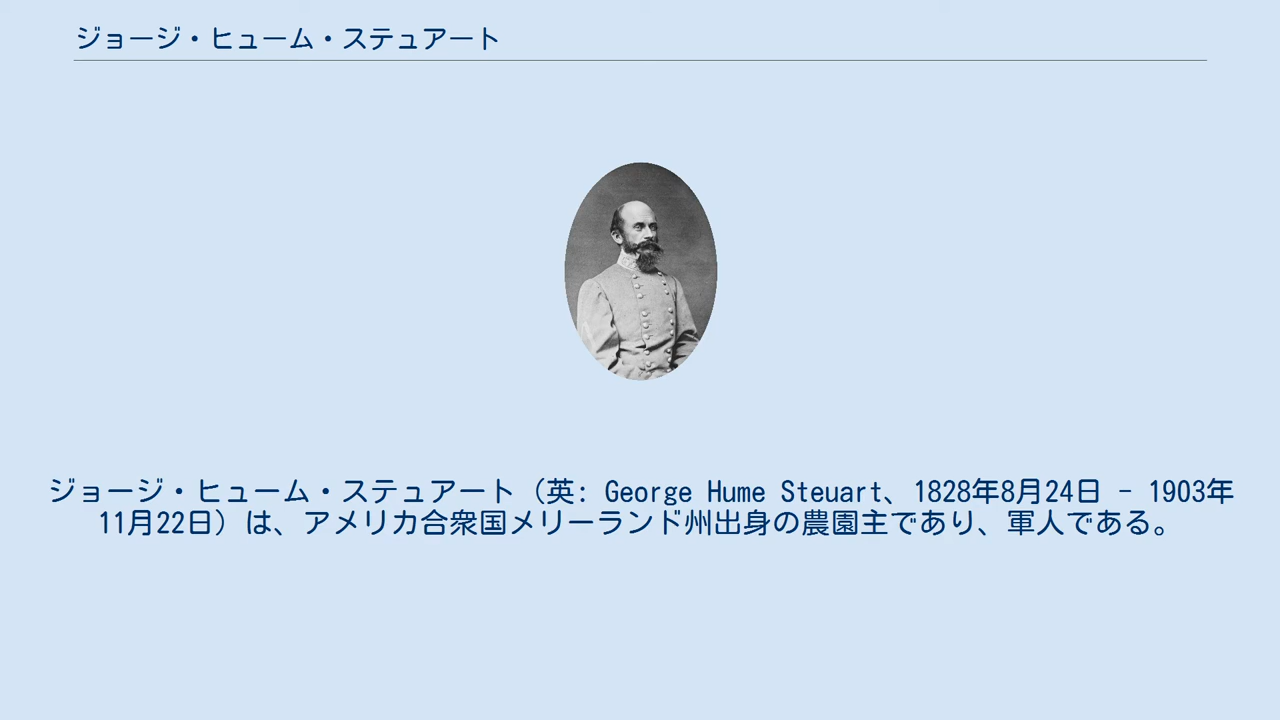 ジョージ・ヒューム・ステュアート
ジョージ・ヒューム・ステュアート（英: George Hume Steuart、1828年8月24日 - 1903年
11月22日）は、アメリカ合衆国メリーランド州出身の農園主であり、軍人である。